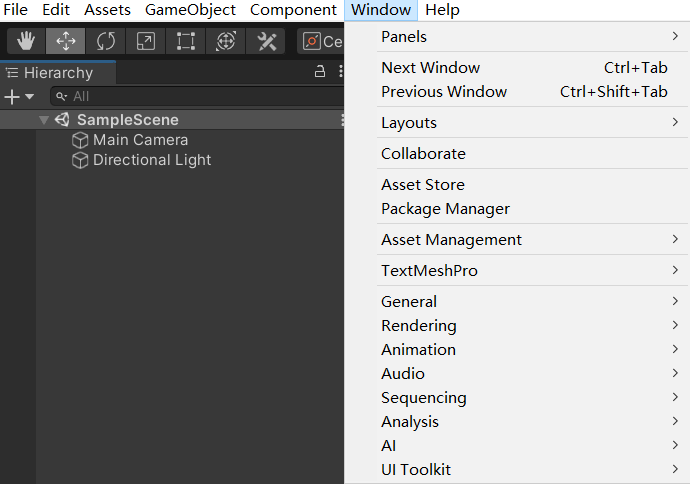 File Edit Assets GameObject Component Window Help
Ce
Hierarchy
All
SampleScene
Main Camera
Directional Light
Panels
Next Window Ctrl+Tab
Previous Window Ctrl+Shift+Tab
Layouts
Collaborate
Asset Store
Package Manager
Asset Management
TextMeshPro
General
Rendering
Animation
Audio
Sequencing
Analysis
AI
UI Toolkit